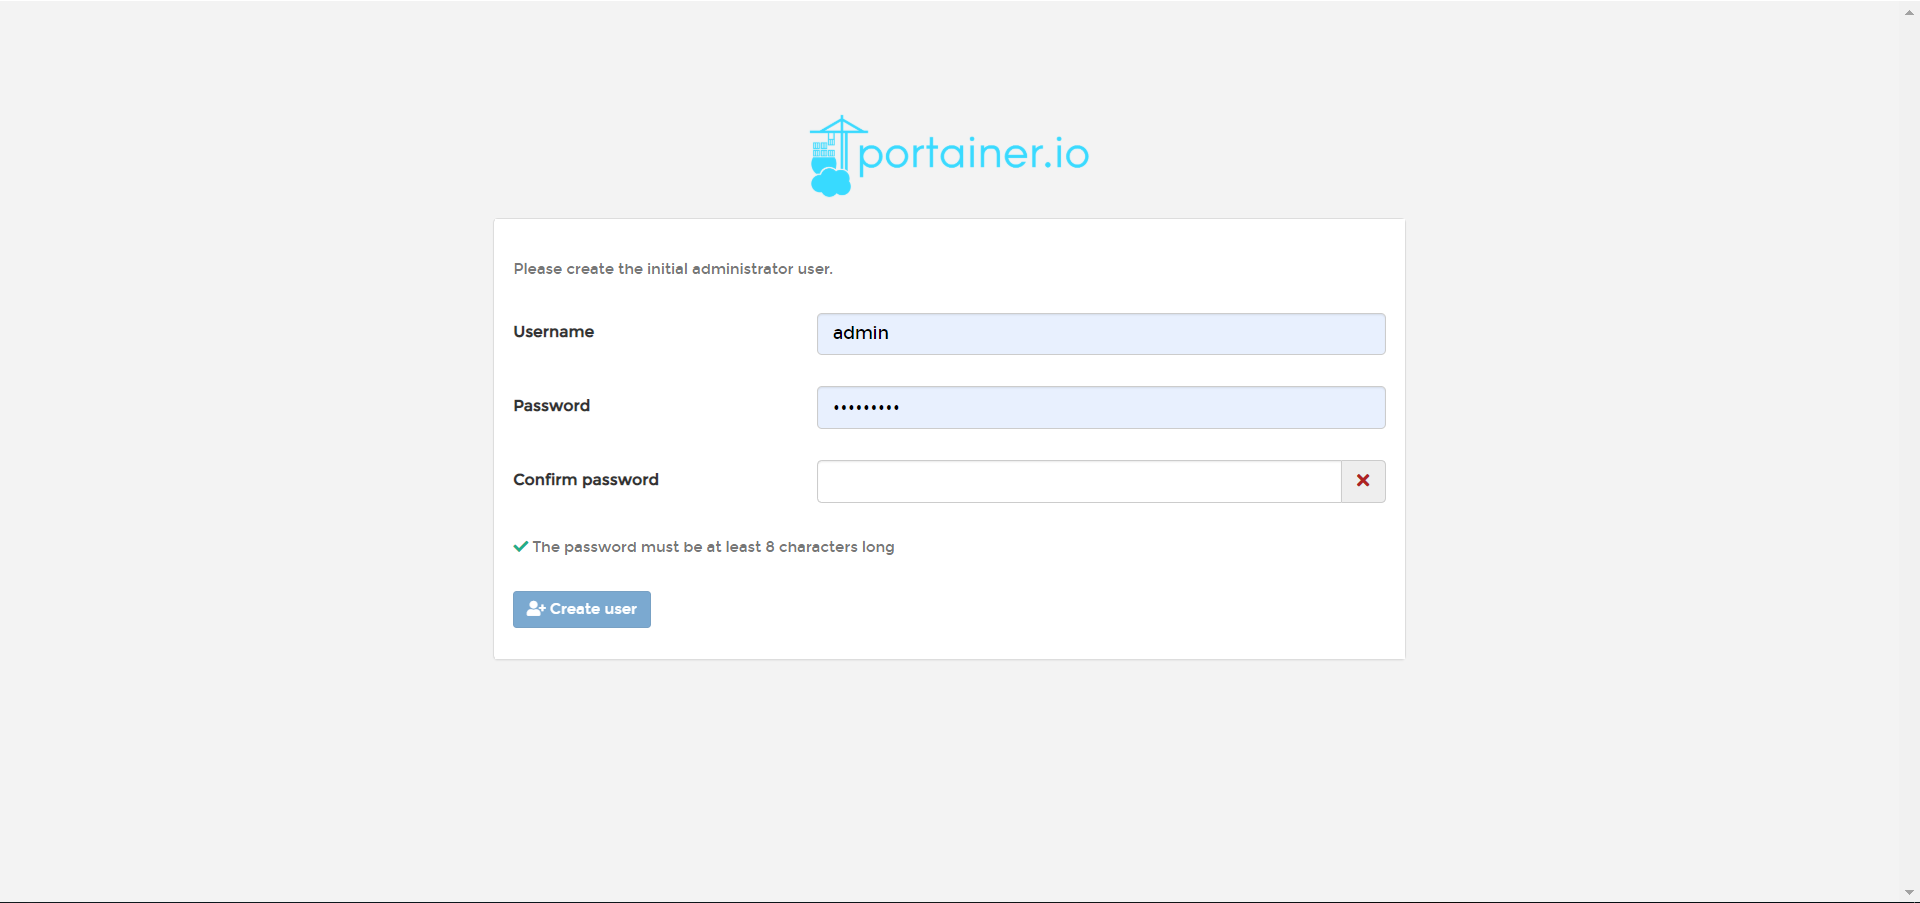 portainer.io
Please create the initial administrator user.
Username
admin
Password
•••••••••
Confirm password
The password must be at least 8 characters long
Create user